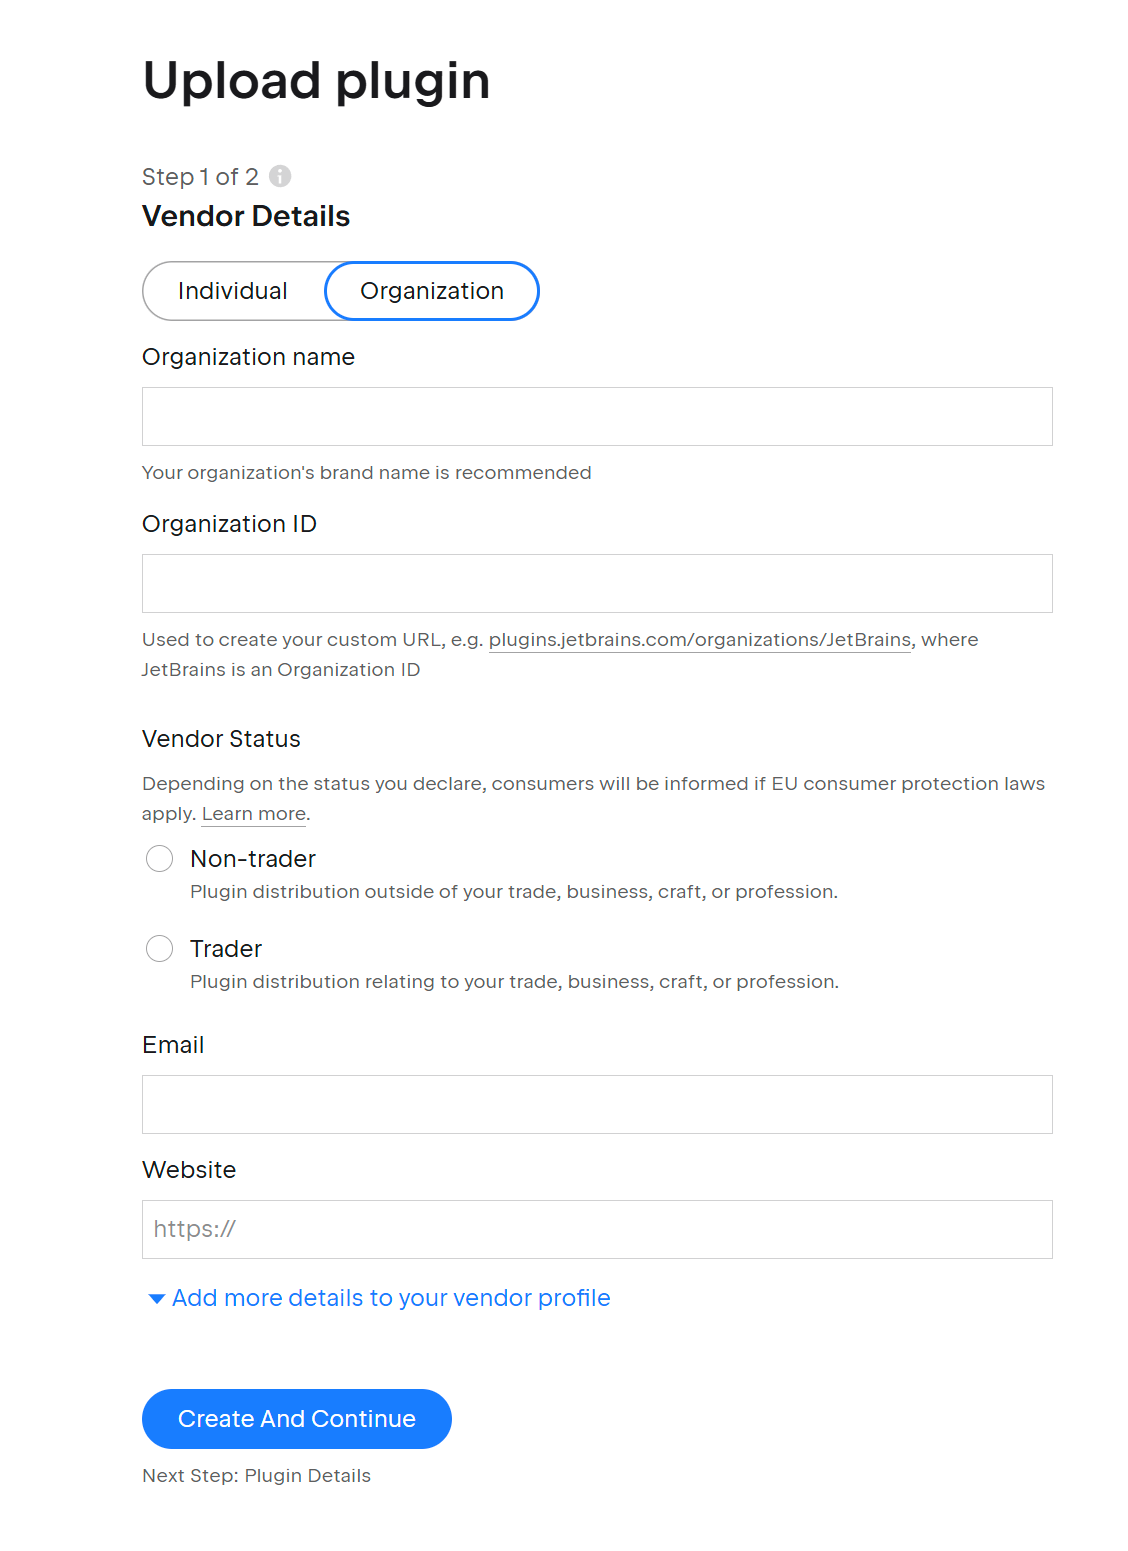 Upload plugin
Step 1 of 2
Vendor Details
Individual Organization
Organization name
Your organization's brand name is recommended
Organization ID
Used to create your custom URL, e.g. plugins.jetbrains.com/organizations/JetBrains, where
JetBrains is an Organization ID
Vendor Status
Depending on the status you declare, consumers will be informed if EU consumer protection laws
apply. Learn more.
Non-trader
Plugin distribution outside of your trade, business, craft, or profession.
Trader
Plugin distribution relating to your trade, business, craft, or profession.
Email
Website
https://
Add more details to your vendor profile
Create And Continue
Next Step: Plugin Details